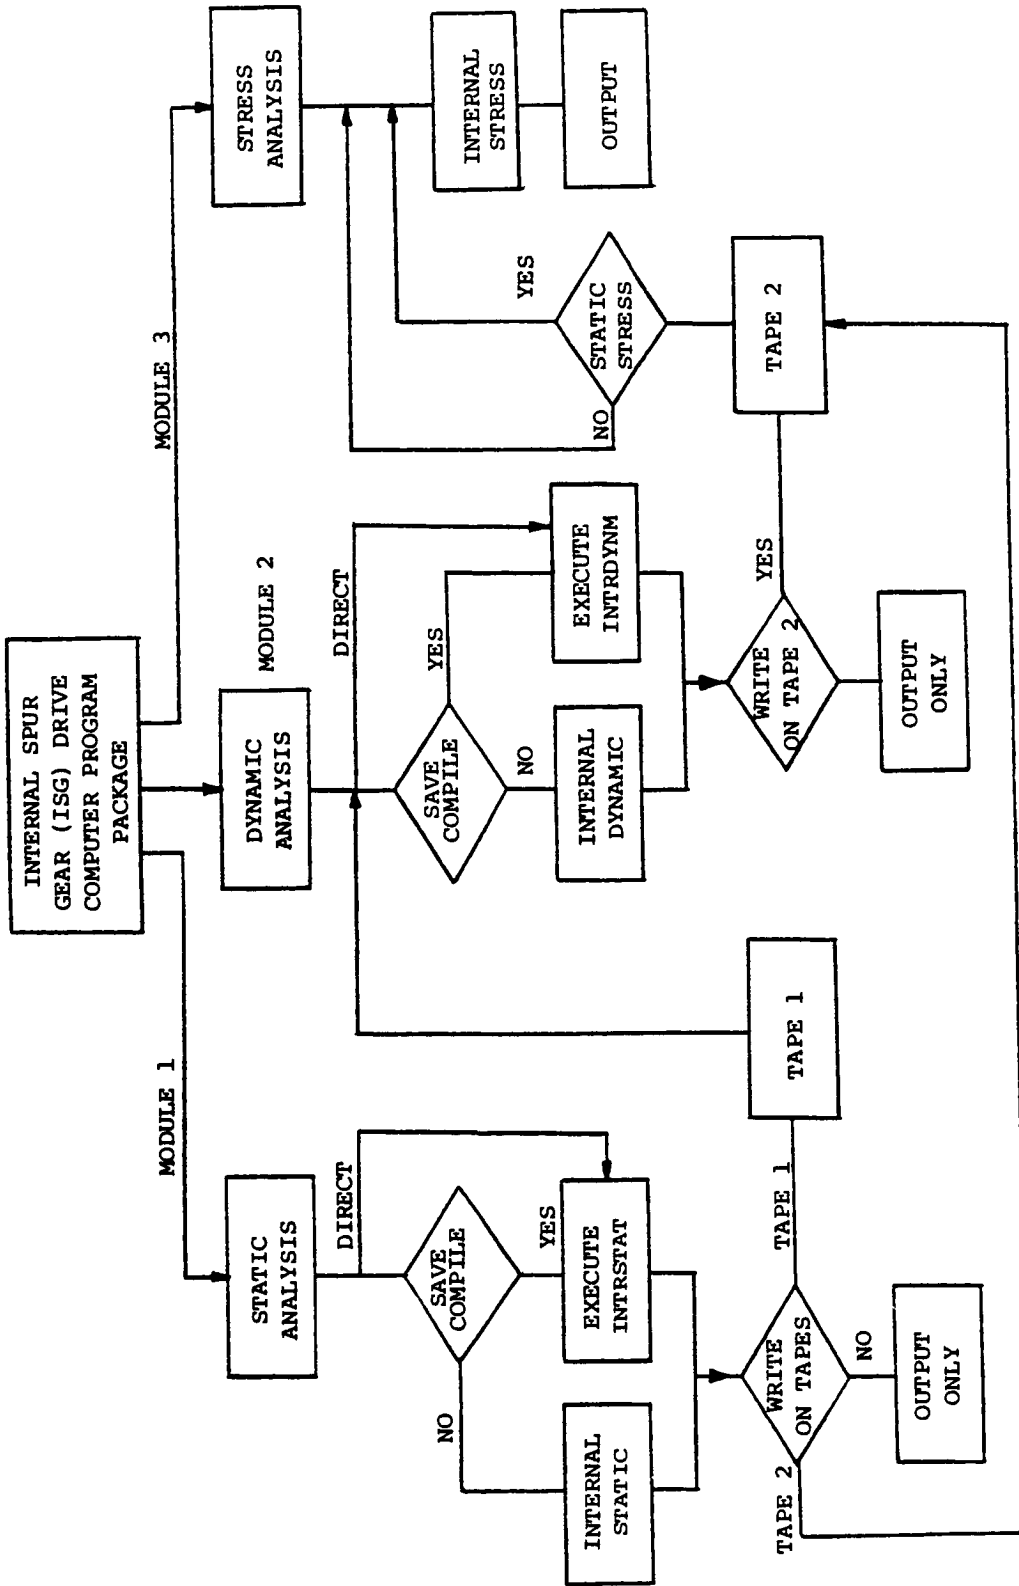 INTERNAL SPUR
GEAR (ISG) DRIVE
COMPUTER PROGRAM
PACKAGE
MODULE 1
MODULE 2
MODULE 3
STATIC
ANALYSIS
DIRECT
SAVE
COMPILE
NO
YES
INTERNAL
STATIC
EXECUTE
INTRSTAT
WRITE
ON TAPES
TAPE 2
TAPE 1
NO
OUTPUT
ONLY
TAPE 1
DYNAMIC
ANALYSIS
DIRECT
SAVE
COMPILE
NO
YES
INTERNAL
DYNAMIC
EXECUTE
INTRDYNM
WRITE
ON TAPE 2
YES
OUTPUT
ONLY
TAPE 2
STATIC
STRESS
NO
YES
STRESS
ANALYSIS
INTERNAL
STRESS
OUTPUT